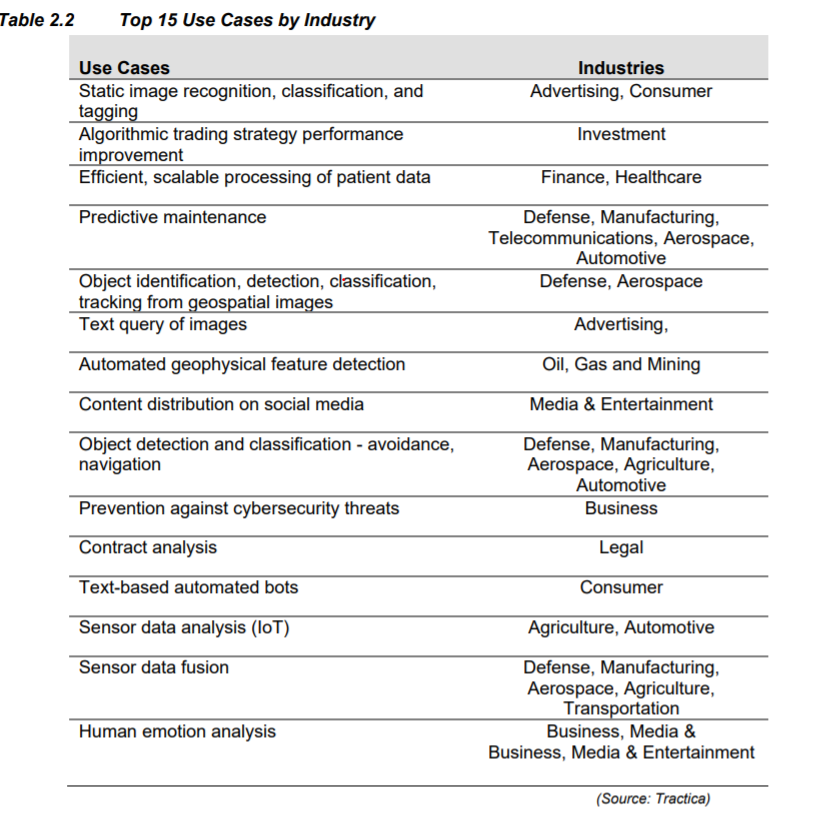 Table 2.2 Top 15 Use Cases by Industry
Use Cases Industries
Static image recognition, classification, and Advertising, Consumer
tagging
Algorithmic trading strategy performance Investment
improvement
Efficient, scalable processing of patient data Finance, Healthcare
Predictive maintenance Defense, Manufacturing,
Telecommunications, Aerospace,
Automotive
Object identification, detection, classification, Defense, Aerospace
tracking from geospatial images
Text query of images Advertising,
Automated geophysical feature detection Oil, Gas and Mining
Content distribution on social media Media & Entertainment
Object detection and classification - avoidance, Defense, Manufacturing,
navigation Aerospace, Agriculture,
Automotive
Prevention against cybersecurity threats Business
Contract analysis Legal
Text-based automated bots Consumer
Sensor data analysis (IoT) Agriculture, Automotive
Sensor data fusion Defense, Manufacturing,
Aerospace, Agriculture,
Transportation
Human emotion analysis Business, Media &
Business, Media & Entertainment
(Source: Tractica)